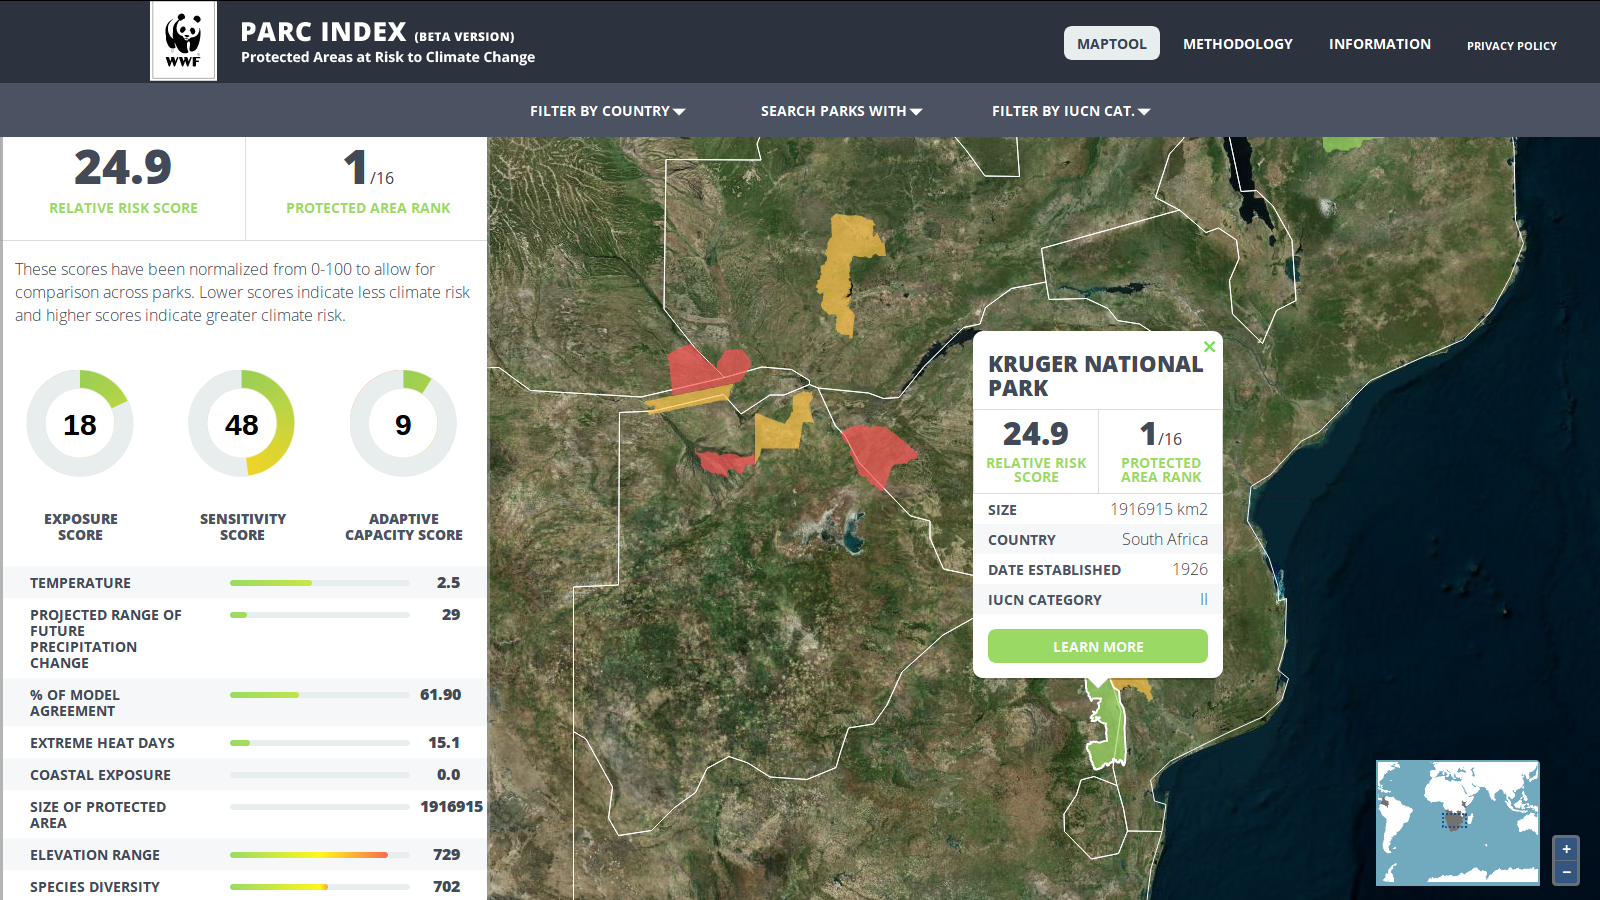 WWF
PARC INDEX (BETA VERSION)
Protected Areas at Risk to Climate Change
MAPTOOL
METHODOLOGY
INFORMATION
PRIVACY POLICY
FILTER BY COUNTRY
SEARCH PARKS WITH
FILTER BY IUCN CAT.
24.9
RELATIVE RISK SCORE
1/16
PROTECTED AREA RANK
These scores have been normalized from 0-100 to allow for
comparison across parks. Lower scores indicate less climate risk
and higher scores indicate greater climate risk.
18
48
9
EXPOSURE
SCORE
SENSITIVITY
SCORE
ADAPTIVE
CAPACITY SCORE
TEMPERATURE 2.5
PROJECTED RANGE OF 29
FUTURE
PRECIPITATION
CHANGE
% OF MODEL 61.90
AGREEMENT
EXTREME HEAT DAYS 15.1
COASTAL EXPOSURE 0.0
SIZE OF PROTECTED 1916915
AREA
ELEVATION RANGE 729
SPECIES DIVERSITY 702
KRUGER NATIONAL
PARK
24.9
RELATIVE RISK
SCORE
1/16
PROTECTED
AREA RANK
SIZE 1916915 km2
COUNTRY South Africa
DATE ESTABLISHED 1926
IUCN CATEGORY II
LEARN MORE
+
−